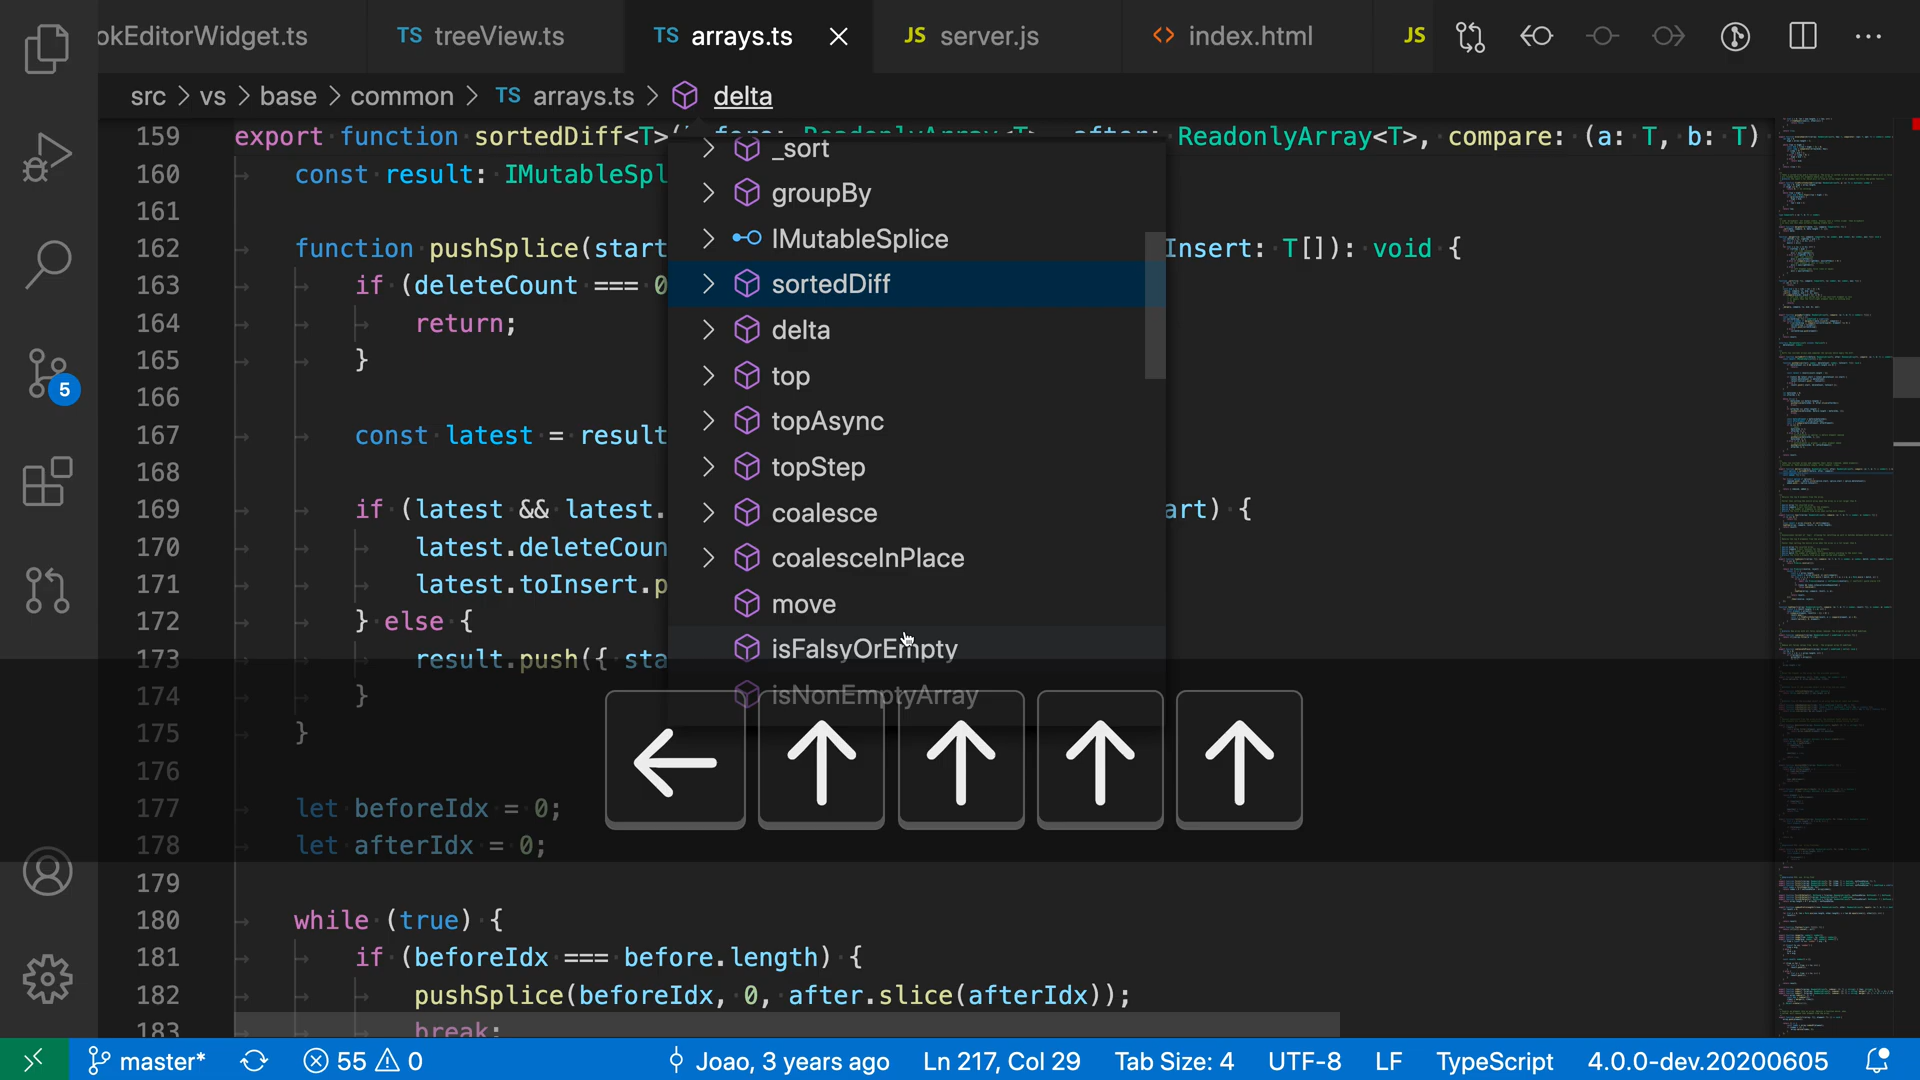 okEditorWidget.ts TS treeView.ts TS arrays.ts JS server.js <> index.html JS
src > vs > base > common > TS arrays.ts > delta
159 export function sortedDiff<T>( ReadonlyArray<T>, compare: (a: T, b: T)
160 const result: IMutableSpl
161
162 function pushSplice(start Insert: T[]): void {
163 if (deleteCount === 0
164 return;
165 }
166
167 const latest = result
168
169 if (latest && latest. art) {
170 latest.deleteCoun
171 latest.toInsert.p
172 } else {
173 result.push({ sta
174 }
175 }
176
177 let beforeIdx = 0;
178 let afterIdx = 0;
179
180 while (true) {
181 if (beforeIdx === before.length) {
182 pushSplice(beforeIdx, 0, after.slice(afterIdx));
183 break;
_sort
groupBy
IMutableSplice
sortedDiff
delta
top
topAsync
topStep
coalesce
coalesceInPlace
move
isFalsyOrEmpty
isNonEmptyArray
← ↑ ↑ ↑ ↑
5
master* 55 0 Joao, 3 years ago Ln 217, Col 29 Tab Size: 4 UTF-8 LF TypeScript 4.0.0-dev.20200605